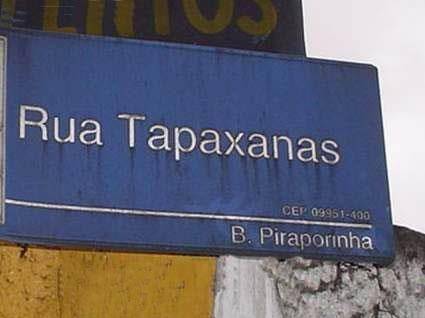 Rua Tapaxanas
CEP 09951-400
B. Piraporinha